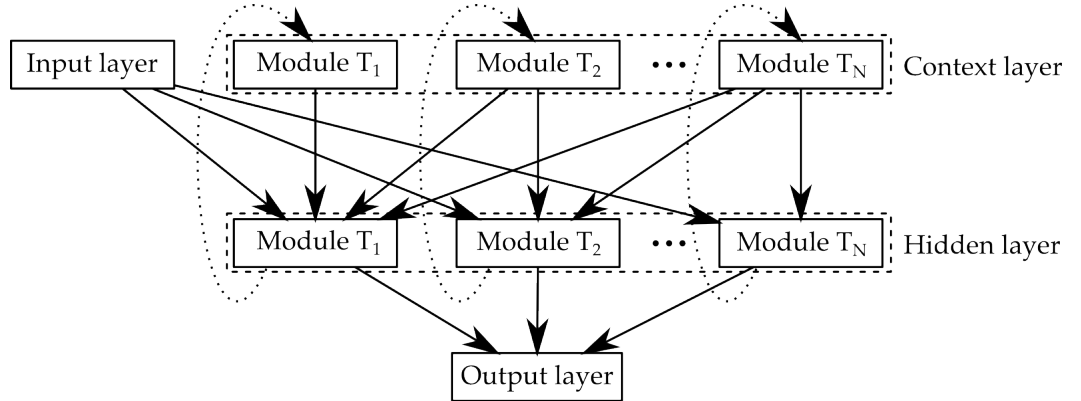 Input layer
Module T1
Module T2
•••
Module TN
Context layer
Module T1
Module T2
•••
Module TN
Hidden layer
Output layer